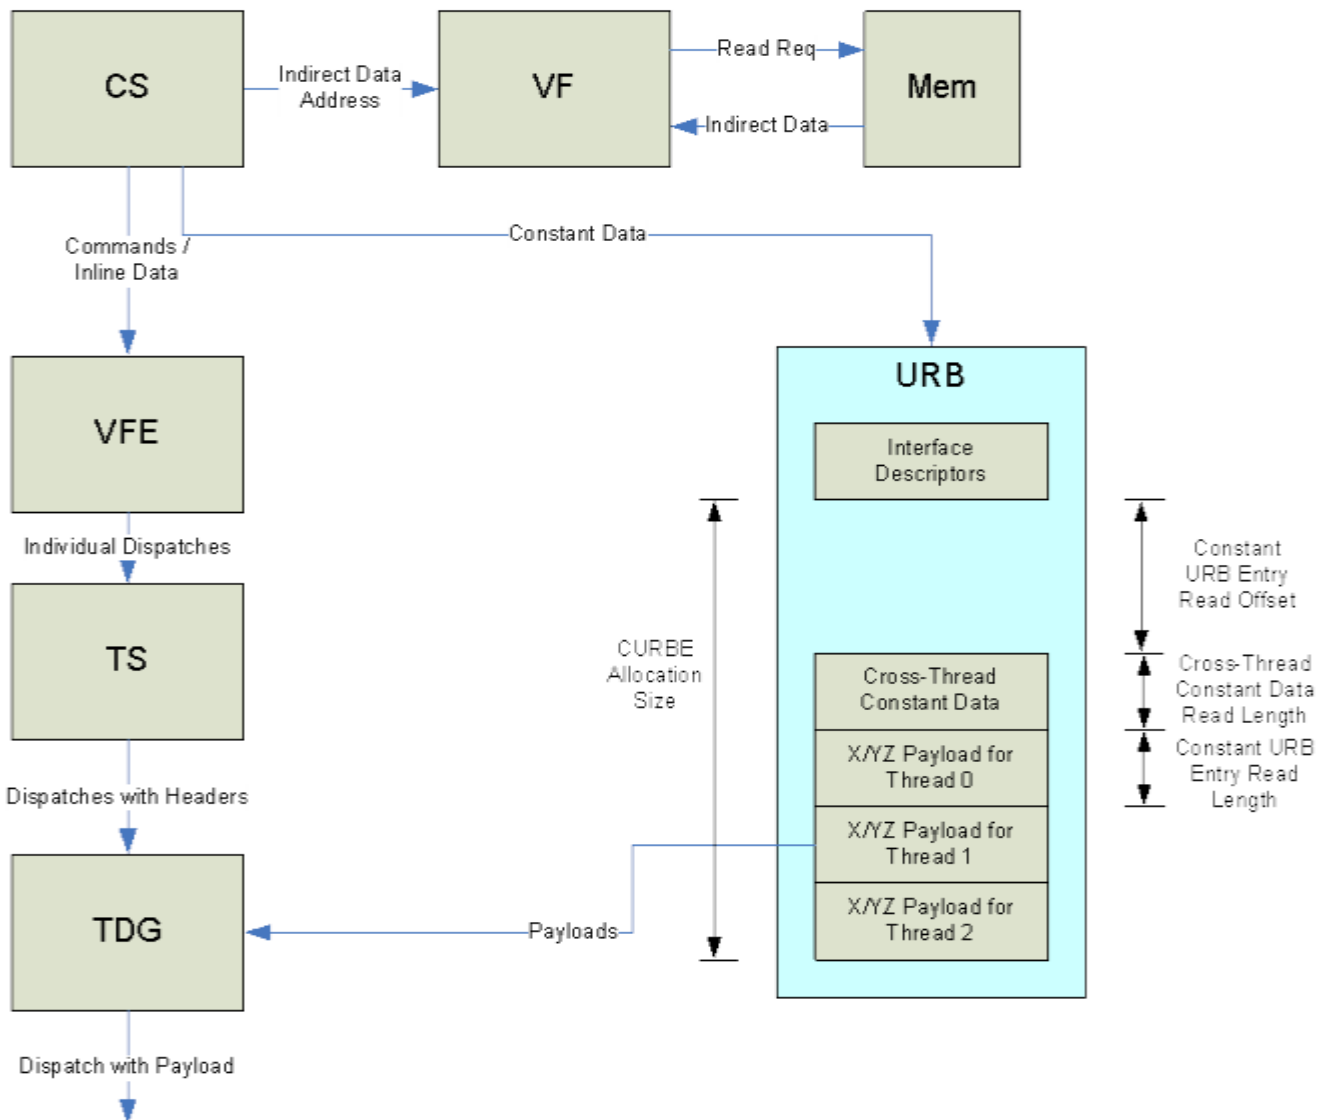 CS
Indirect Data
Address
VF
Read Req
Indirect Data
Mem
Commands /
Inline Data
Constant Data
VFE
URB
Interface
Descriptors
Individual Dispatches
TS
CURBE
Allocation
Size
Constant
URB Entry
Read Offset
Cross-Thread
Constant Data
Cross-Thread
Constant Data
Read Length
X/YZ Payload for
Thread 0
Constant URB
Entry Read
Length
Dispatches with Headers
X/YZ Payload for
Thread 1
TDG
Payloads
X/YZ Payload for
Thread 2
Dispatch with Payload